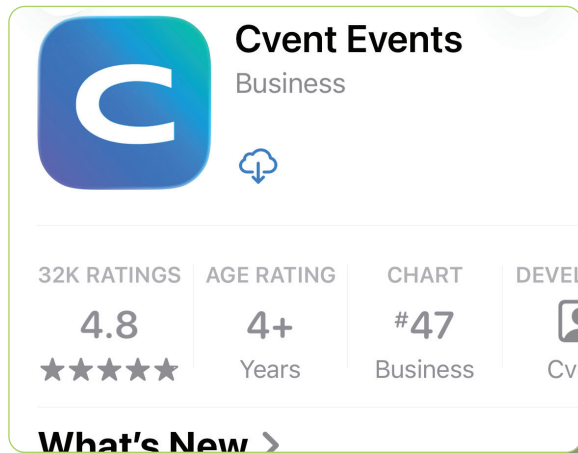 Cvent Events
Business
32K RATINGS AGE RATING CHART
4.8 4+ #47
Years Business
What's New